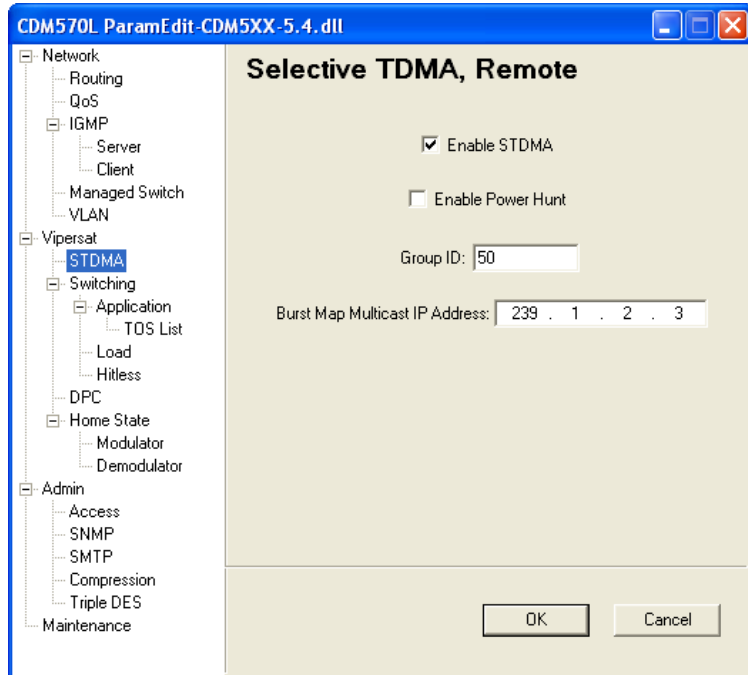 CDM570L ParamEdit-CDM5XX-5.4.dll
Network
Routing
QoS
IGMP
Server
Client
Managed Switch
VLAN
Vipersat
STDMA
Switching
Application
TOS List
Load
Hitless
DPC
Home State
Modulator
Demodulator
Admin
Access
SNMP
SMTP
Compression
Triple DES
Maintenance
Selective TDMA, Remote
Enable STDMA
Enable Power Hunt
Group ID: 50
Burst Map Multicast IP Address: 239 . 1 . 2 . 3
OK Cancel